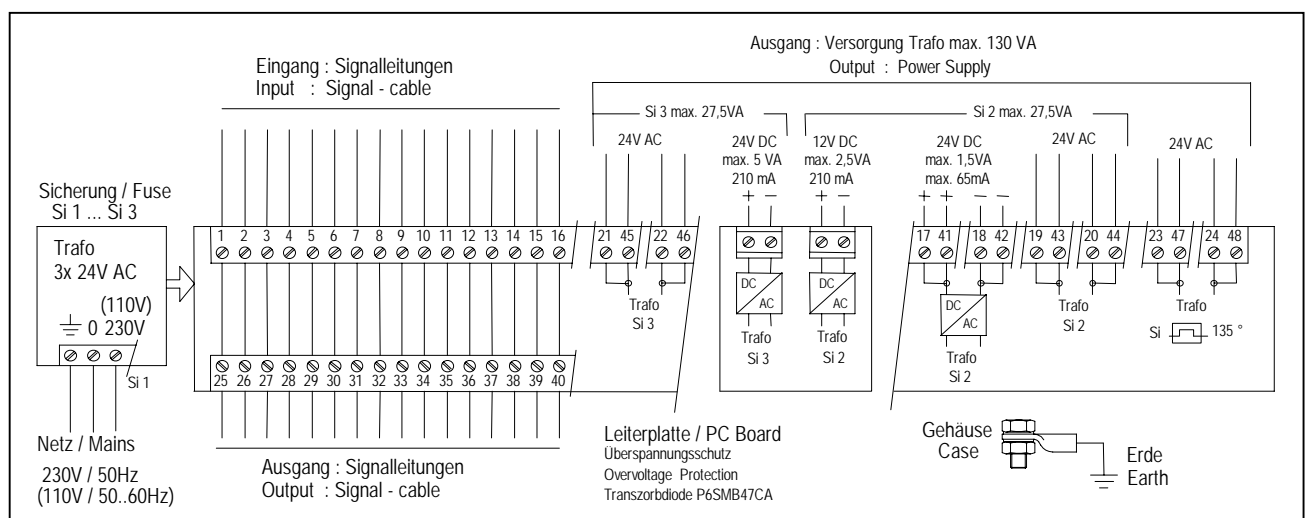 Ausgang : Versorgung Trafo max. 130 VA
Output : Power Supply
Eingang : Signalleitungen
Input : Signal - cable
Si 3 max. 27,5VA
Si 2 max. 27,5VA
24V AC
24V DC
max. 5 VA
210 mA
12V DC
max. 2,5VA
210 mA
24V DC
max. 1,5VA
max. 65mA
24V AC
24V AC
+ − + − + + − −
Sicherung / Fuse
Si 1 ... Si 3
Trafo
3x 24V AC
(110V)
0 230V
Si 1
Netz / Mains
230V / 50Hz
(110V / 50..60Hz)
1 2 3 4 5 6 7 8 9 10 11 12 13 14 15 16 21 45 22 46 17 41 18 42 19 43 20 44 23 47 24 48
Trafo
Si 3
DC
AC
Trafo
Si 3
DC
AC
Trafo
Si 2
DC
AC
Trafo
Si 2
Trafo
Si 2
Trafo
Si 135 °
25 26 27 28 29 30 31 32 33 34 35 36 37 38 39 40
Ausgang : Signalleitungen
Output : Signal - cable
Leiterplatte / PC Board
Überspannungsschutz
Overvoltage Protection
Transzorbdiode P6SMB47CA
Gehäuse
Case
Erde
Earth